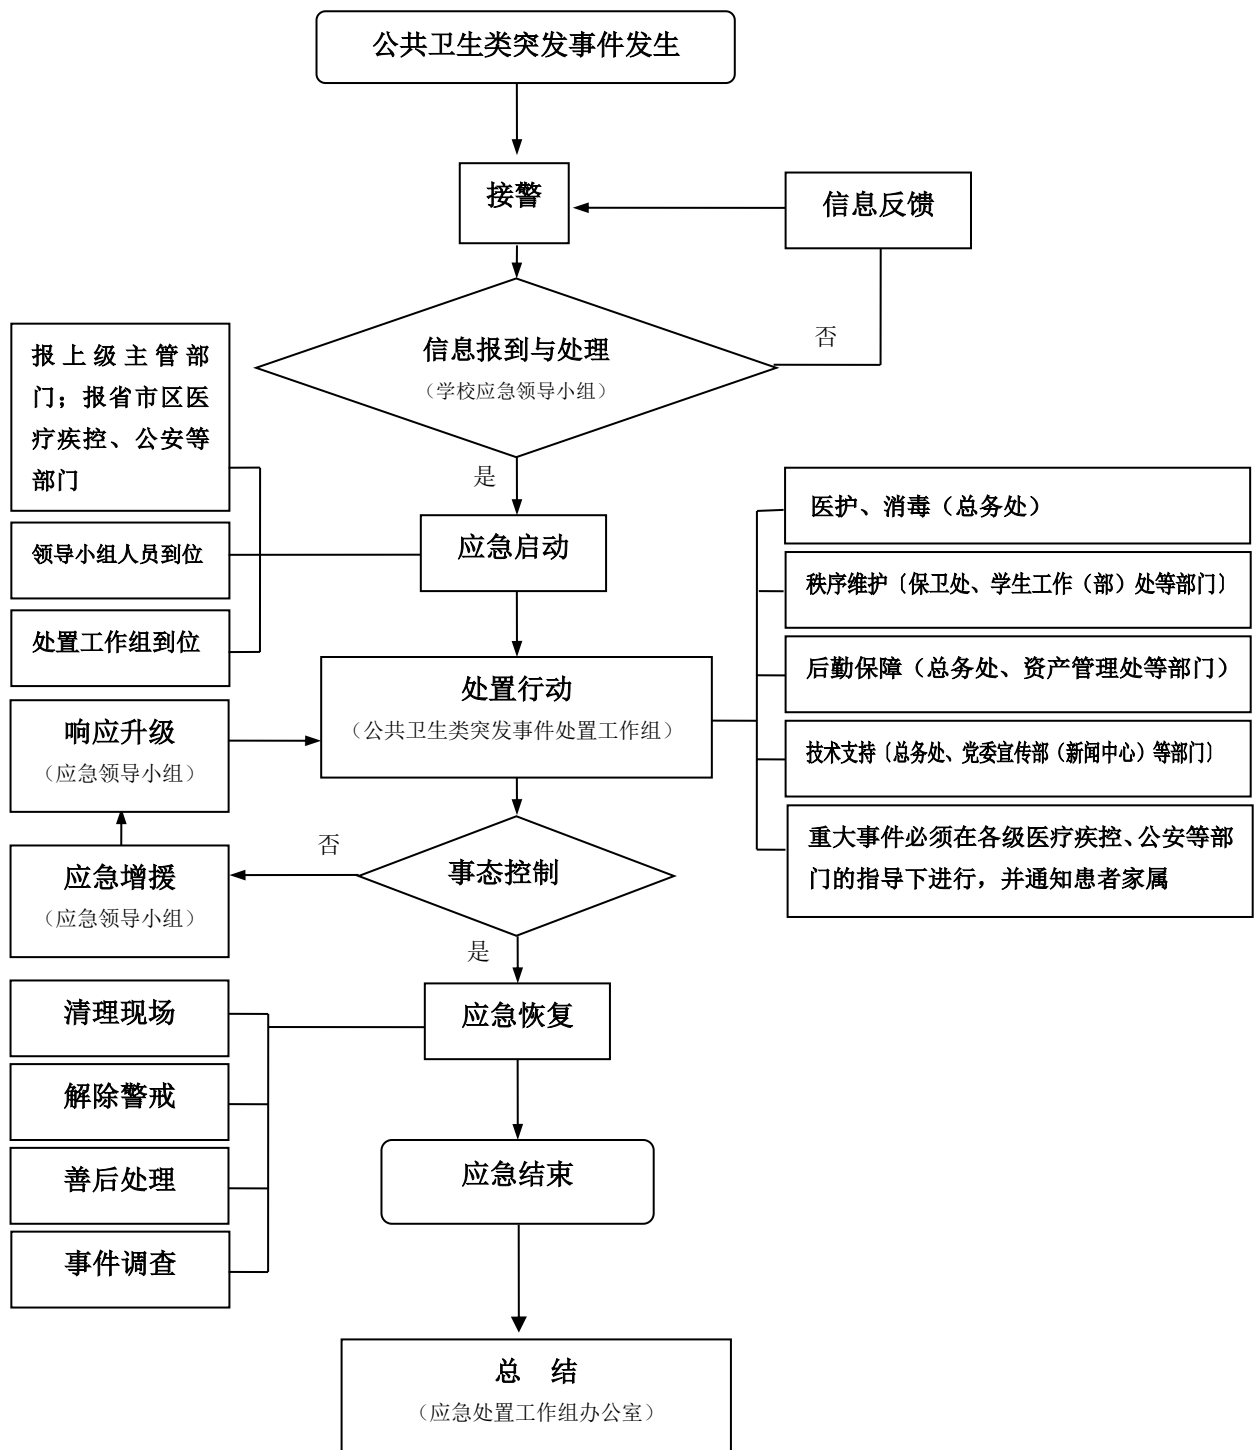 公共卫生类突发事件发生
接警
信息反馈
信息报到与处理
（学校应急领导小组）
否
是
报上级主管部
门；报省市区医
疗疾控、公安等
部门
领导小组人员到位
处置工作组到位
应急启动
医护、消毒（总务处）
秩序维护〔保卫处、学生工作（部）处等部门〕
后勤保障（总务处、资产管理处等部门）
技术支持〔总务处、党委宣传部（新闻中心）等部门〕
重大事件必须在各级医疗疾控、公安等部
门的指导下进行，并通知患者家属
处置行动
（公共卫生类突发事件处置工作组）
响应升级
（应急领导小组）
应急增援
（应急领导小组）
否
事态控制
是
应急恢复
清理现场
解除警戒
善后处理
事件调查
应急结束
总 结
（应急处置工作组办公室）